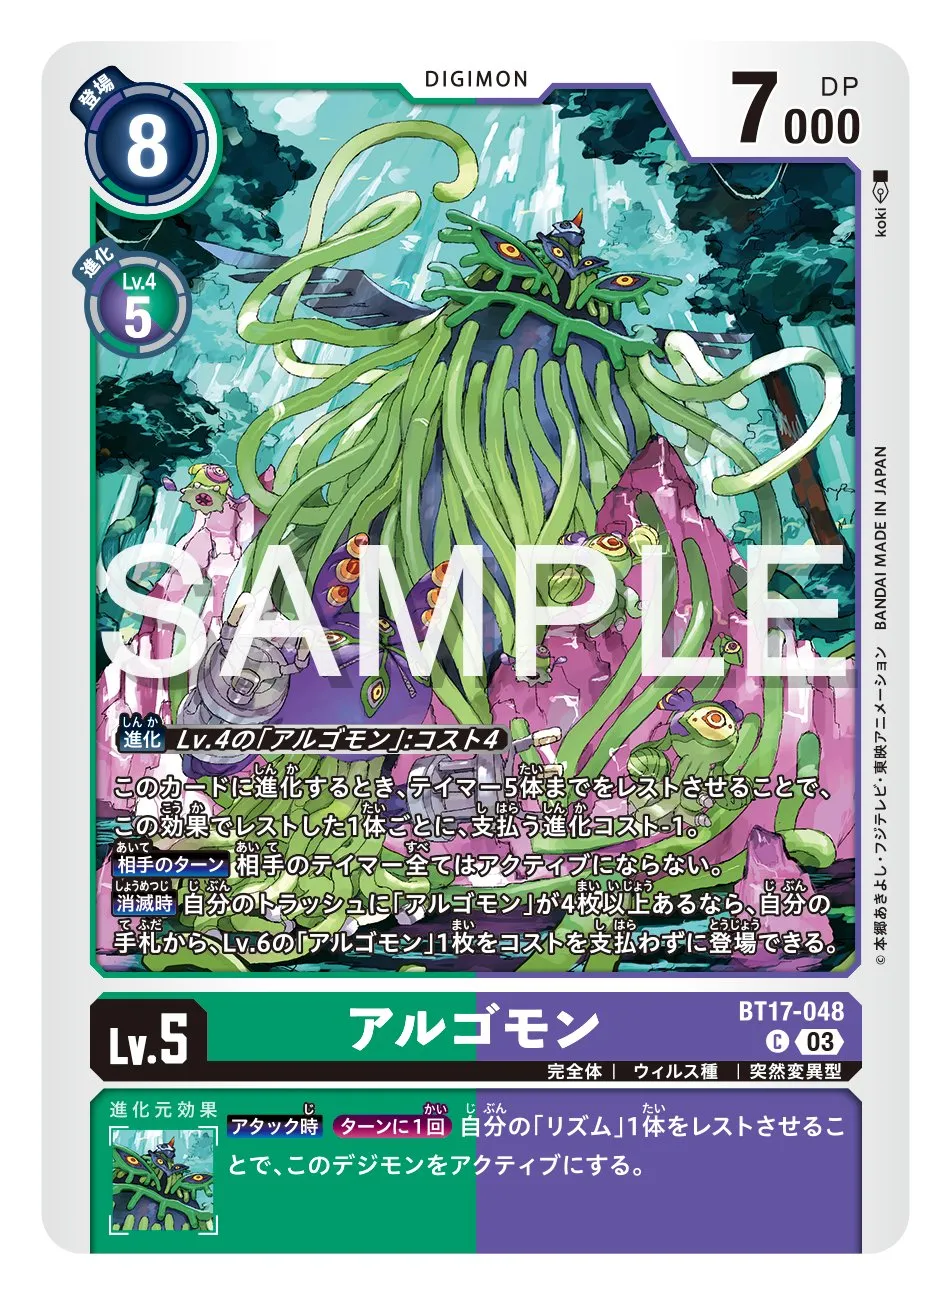 DIGIMON
登場
8
7000
DP
進化
Lv.4
5
koki
SAMPLE
進化 Lv.4の「アルゴモン」:コスト4
このカードに進化するとき、テイマー5体までをレストさせることで、
この効果でレストした1体ごとに、支払う進化コスト-1。
相手のターン 相手のテイマー全てはアクティブにならない。
消滅時 自分のトラッシュに「アルゴモン」が4枚以上あるなら、自分の
手札から、Lv.6の「アルゴモン」1枚をコストを支払わずに登場できる。
©本郷あきよし・フジテレビ・東映アニメーション BANDAI MADE IN JAPAN
Lv.5
アルゴモン
BT17-048
C 03
完全体 | ウィルス種 | 突然変異型
進化元効果
アタック時 ターンに1回 自分の「リズム」1体をレストさせるこ
とで、このデジモンをアクティブにする。